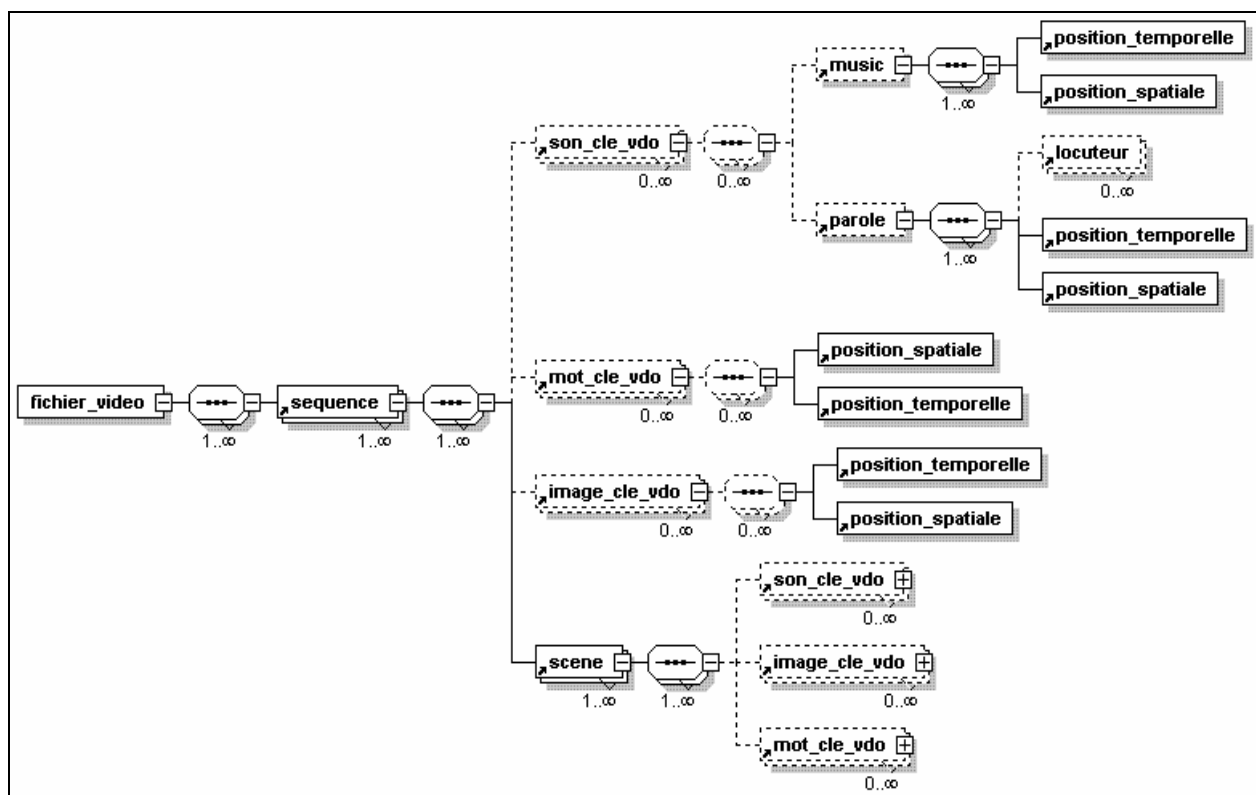 position_temporelle
music
1..∞
position_spatiale
son_cle_vdo
0..∞
0..∞
locuteur
0..∞
parole
1..∞
position_temporelle
position_spatiale
fichier_video
1..∞
sequence
1..∞
1..∞
mot_cle_vdo
0..∞
0..∞
position_spatiale
position_temporelle
image_cle_vdo
0..∞
0..∞
position_temporelle
position_spatiale
scene
1..∞
1..∞
son_cle_vdo
0..∞
image_cle_vdo
0..∞
mot_cle_vdo
0..∞